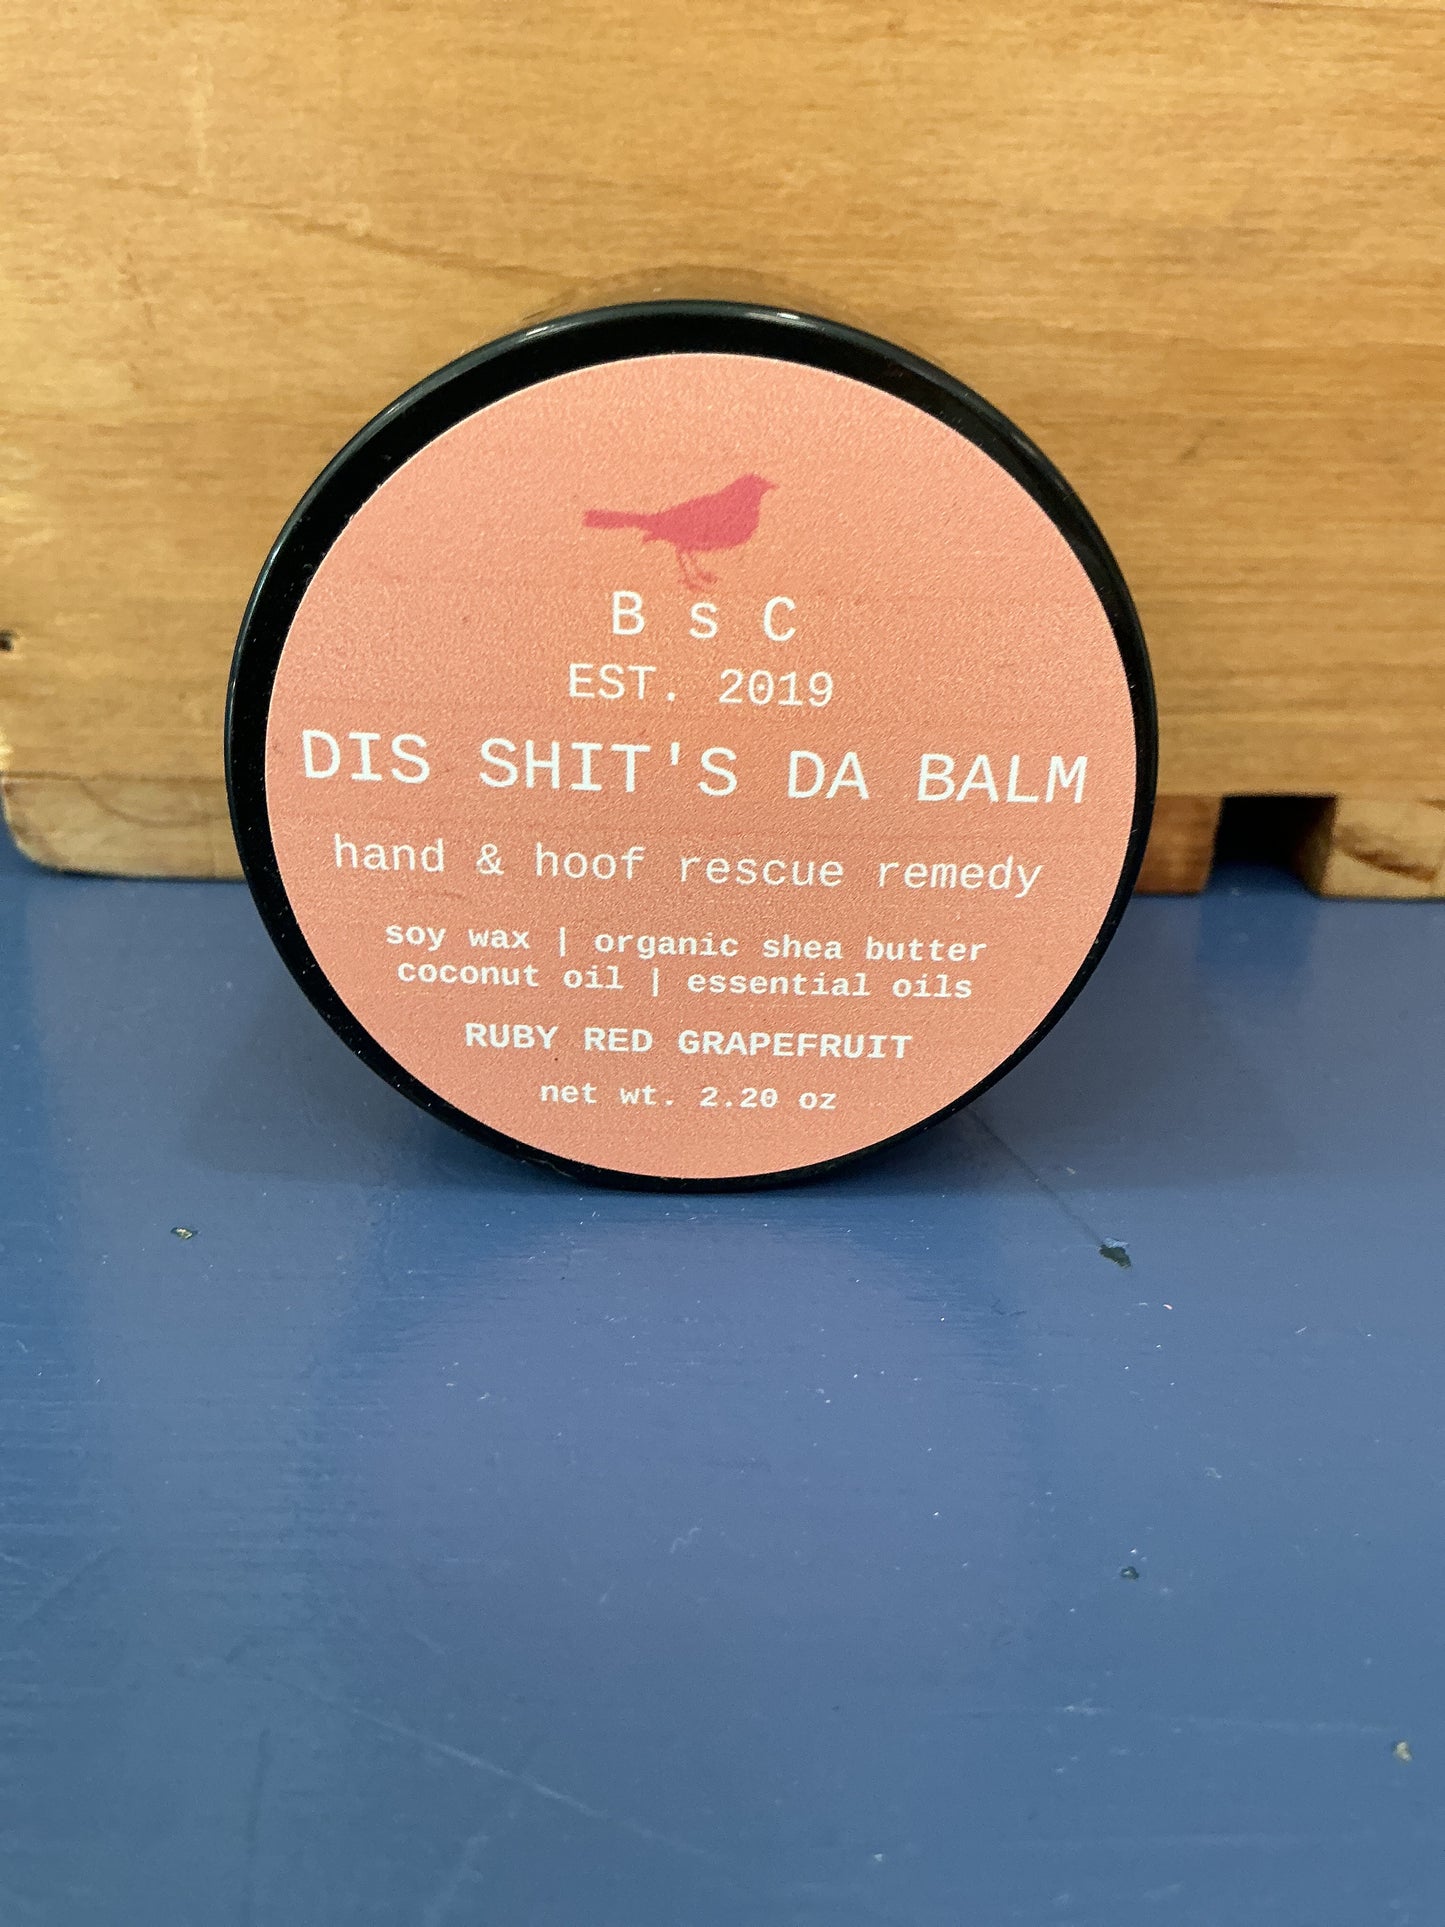 B s C
EST. 2019
DIS SHIT'S DA BALM
hand & hoof rescue remedy
soy wax | organic shea butter
coconut oil | essential oils
RUBY RED GRAPEFRUIT
net wt. 2.20 oz